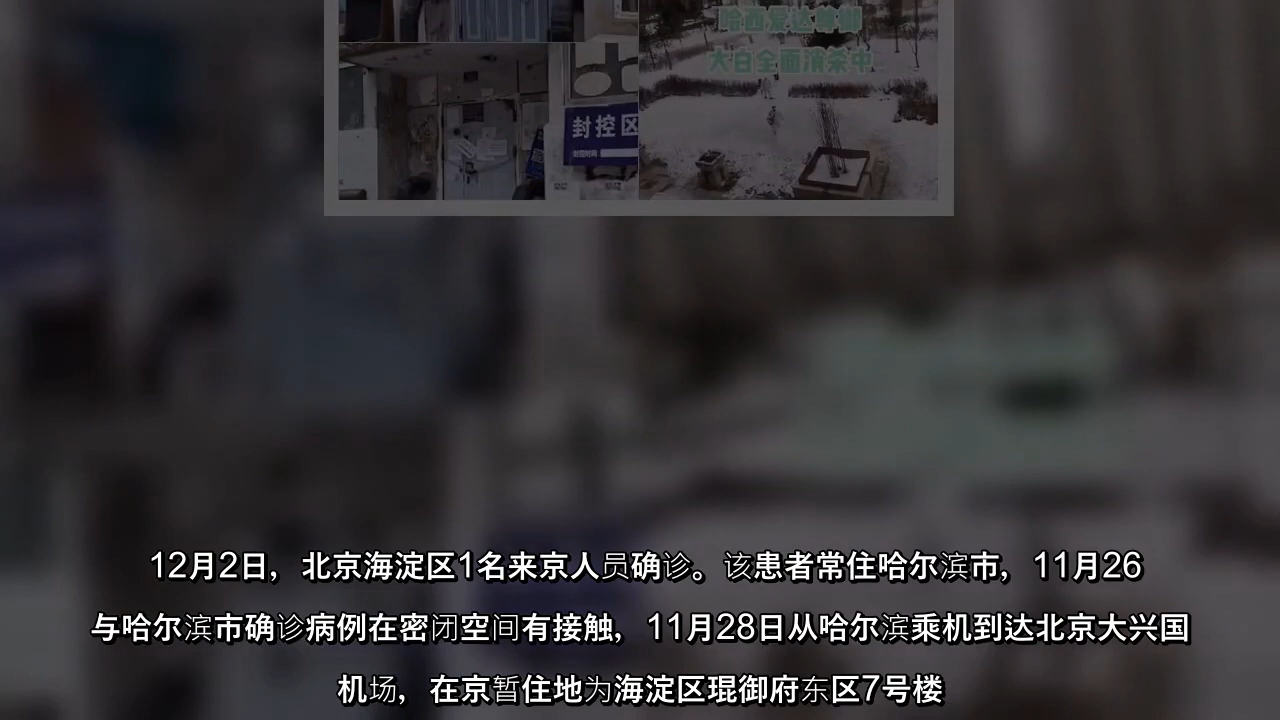 大白全面消杀中
封控区
封控时间
12月2日，北京海淀区1名来京人员确诊。该患者常住哈尔滨市，11月26
与哈尔滨市确诊病例在密闭空间有接触，11月28日从哈尔滨乘机到达北京大兴国
机场，在京暂住地为海淀区琨御府东区7号楼